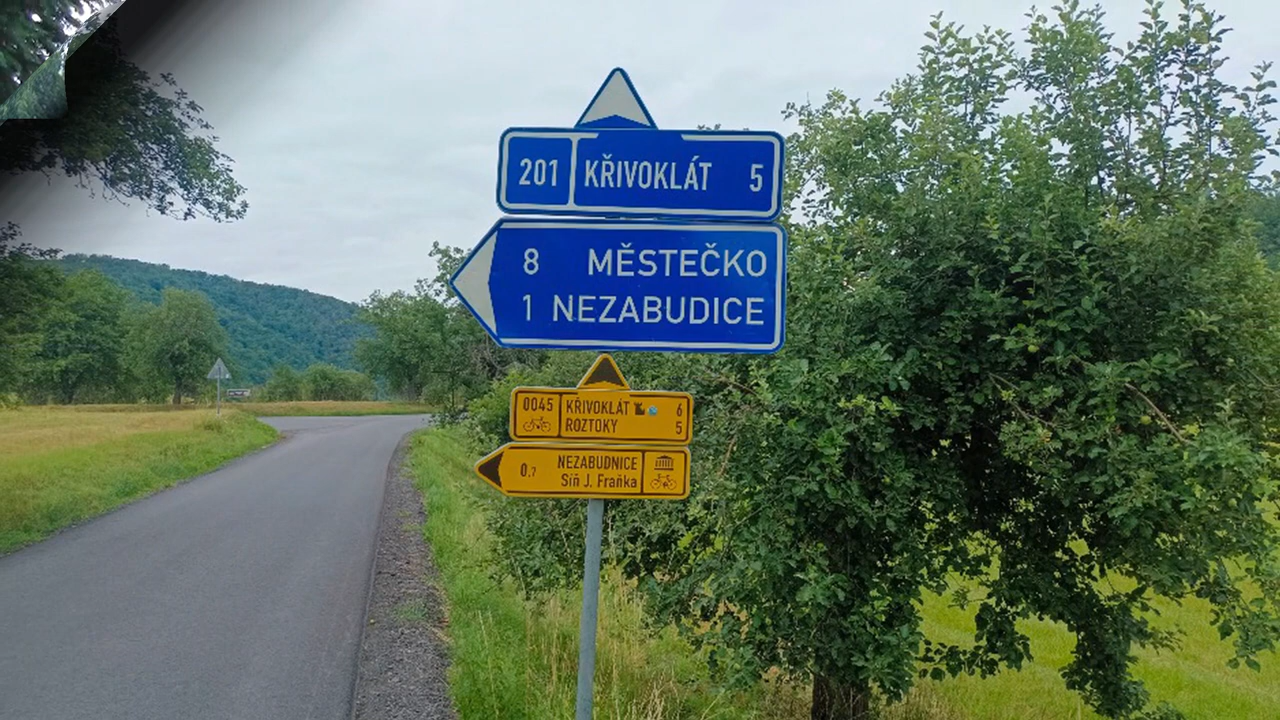 201 KŘIVOKLÁT 5
8 MĚSTEČKO
1 NEZABUDICE
0045 KŘIVOKLÁT 6
ROZTOKY 5
0.7 NEZABUDNICE
Síň J. Fraňka